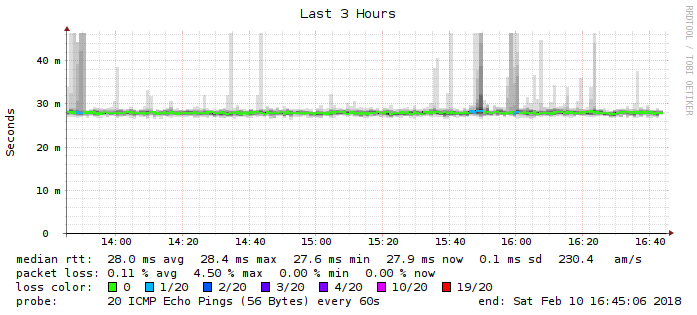 Last 3 Hours
RRDTOOL / TOBI OETIKER
Seconds
40 m
30 m
20 m
10 m
0
14:00 14:20 14:40 15:00 15:20 15:40 16:00 16:20 16:40
median rtt: 28.0 ms avg 28.4 ms max 27.6 ms min 27.9 ms now 0.1 ms sd 230.4 am/s
packet loss: 0.11 % avg 4.50 % max 0.00 % min 0.00 % now
loss color: 0 1/20 2/20 3/20 4/20 10/20 19/20
probe: 20 ICMP Echo Pings (56 Bytes) every 60s end: Sat Feb 10 16:45:06 2018